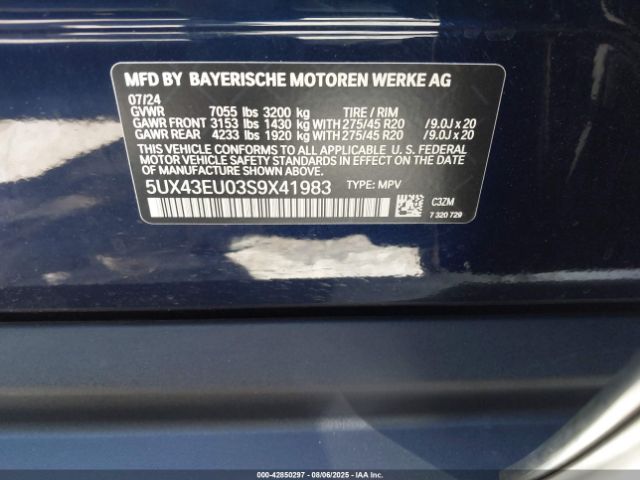 MFD BY BAYERISCHE MOTOREN WERKE AG
07/24
GVWR 7055 lbs 3200 kg TIRE / RIM
GAWR FRONT 3153 lbs 1430 kg WITH 275/45 R20 /9.0J x 20
GAWR REAR 4233 lbs 1920 kg WITH 275/45 R20 /9.0J x 20
THIS VEHICLE CONFORMS TO ALL APPLICABLE U. S. FEDERAL
MOTOR VEHICLE SAFETY STANDARDS IN EFFECT ON THE DATE OF
MANUFACTURE SHOWN ABOVE.
5UX43EU03S9X41983 TYPE: MPV
C3ZM
7 320 729
000-42850297 - 08/06/2025 - IAA Inc.